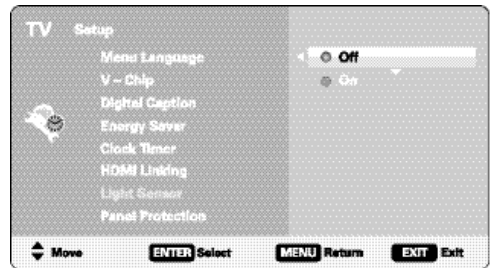 TV Setup
Menu Language
Off
V - Chip
On
Digital Caption
Energy Saver
Clock Timer
HDMI Linking
Light Sensor
Panel Protection
Move ENTER Select MENU Return EXIT Exit